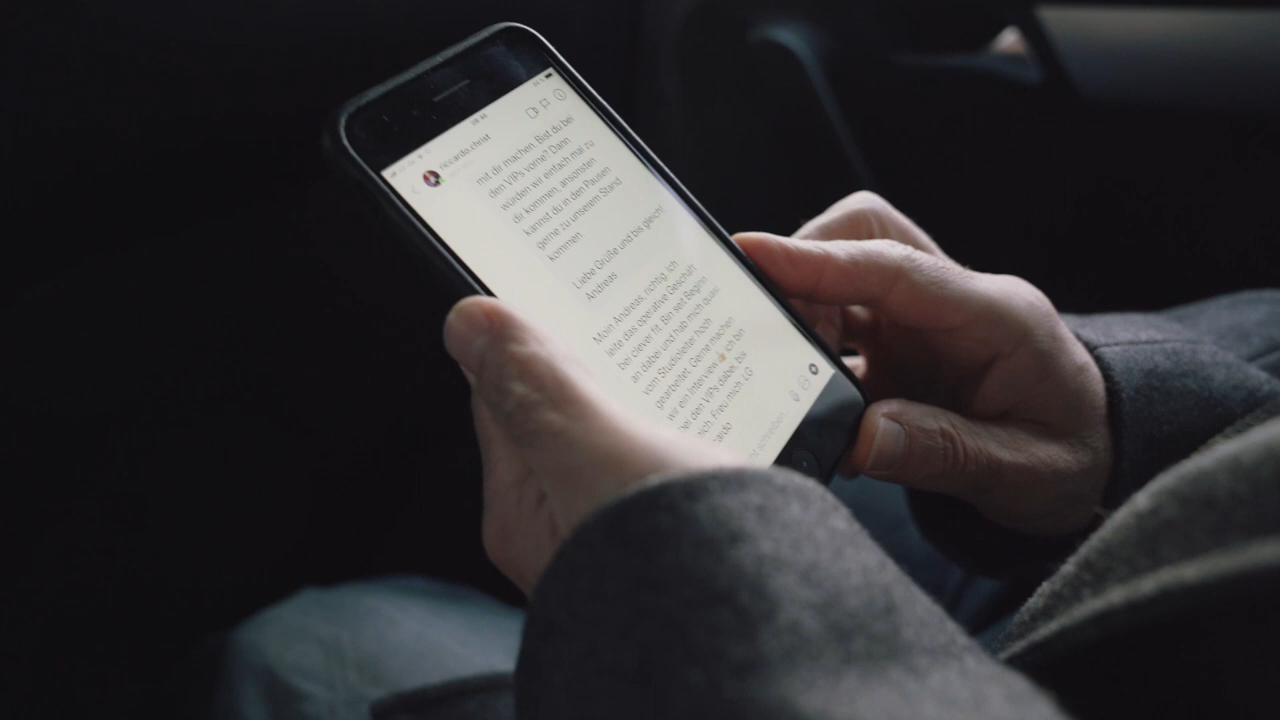 riccardo.christ
mit dir machen. Bist du bei
den VIPs vorne? Dann
würden wir einfach mal zu
dir kommen, ansonsten
kannst du in den Pausen
gerne zu unserem Stand
kommen
Liebe Grüße und bis gleich!
Andreas
Moin Andreas, richtig. Ich
leite das operative Geschäft
bei clever fit. Bin seit Beginn
an dabei und hab mich quasi
vom Studioleiter hoch
gearbeitet. Gerne machen
wir ein Interview 👍🏼 ich bin
bei den VIPs dabei, bis
Freu mich. LG
schreiben...